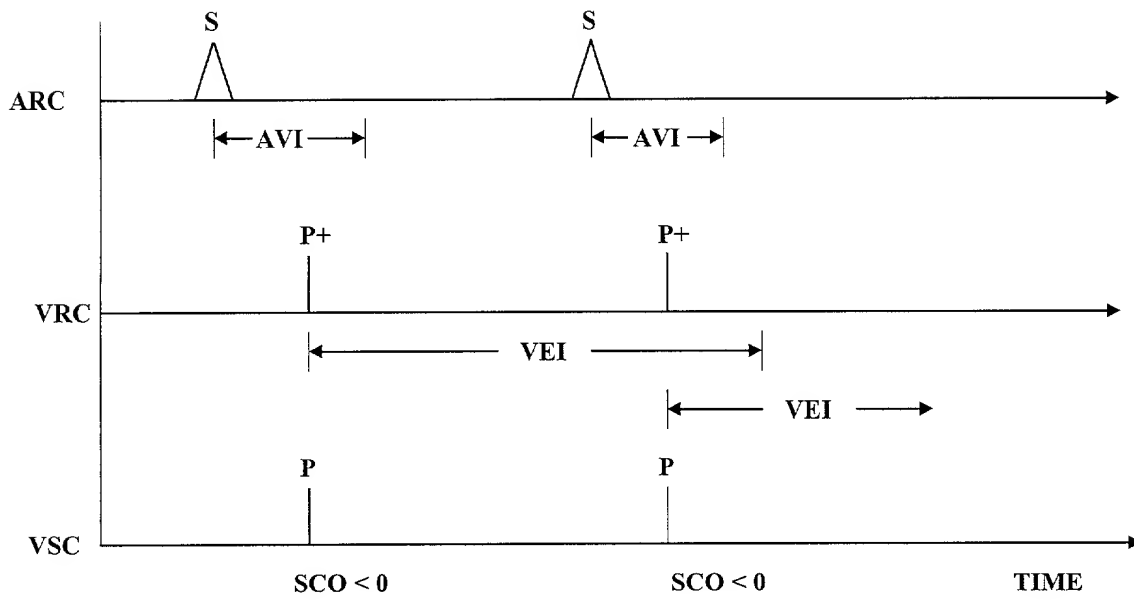 S S
ARC
AVI AVI
P+ P+
VRC
VEI
VEI
P P
VSC
SCO < 0 SCO < 0 TIME